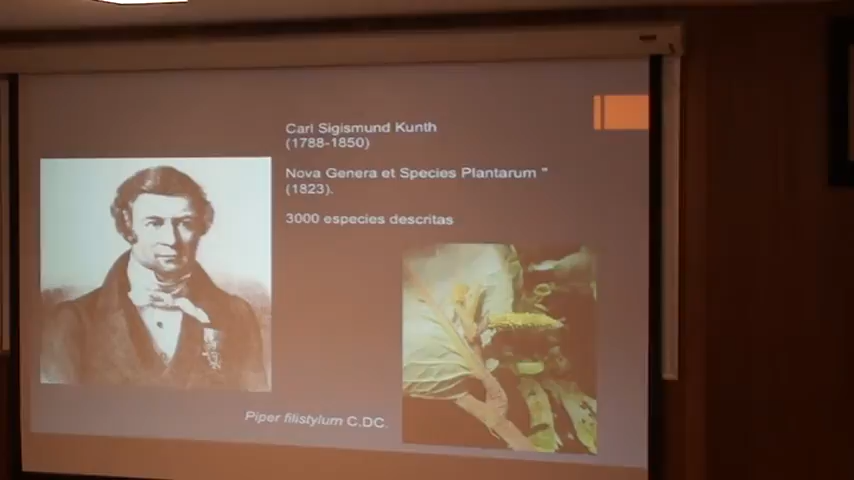 Carl Sigismund Kunth
(1788-1850)
Nova Genera et Species Plantarum "
(1823).
3000 especies descritas
Piper filistylum C.DC.